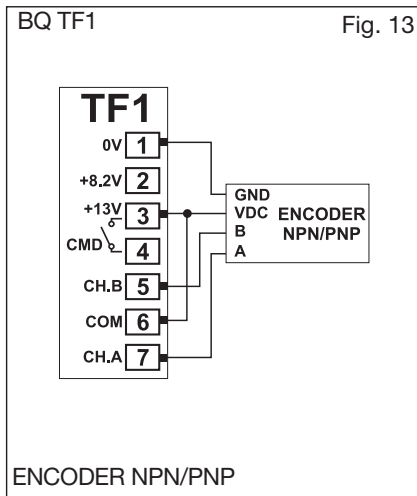 BQ TF1 Fig. 13
TF1
0V 1
+8.2V 2
+13V 3
CMD 4
CH.B 5
COM 6
CH.A 7
GND
VDC ENCODER
B NPN/PNP
A
ENCODER NPN/PNP